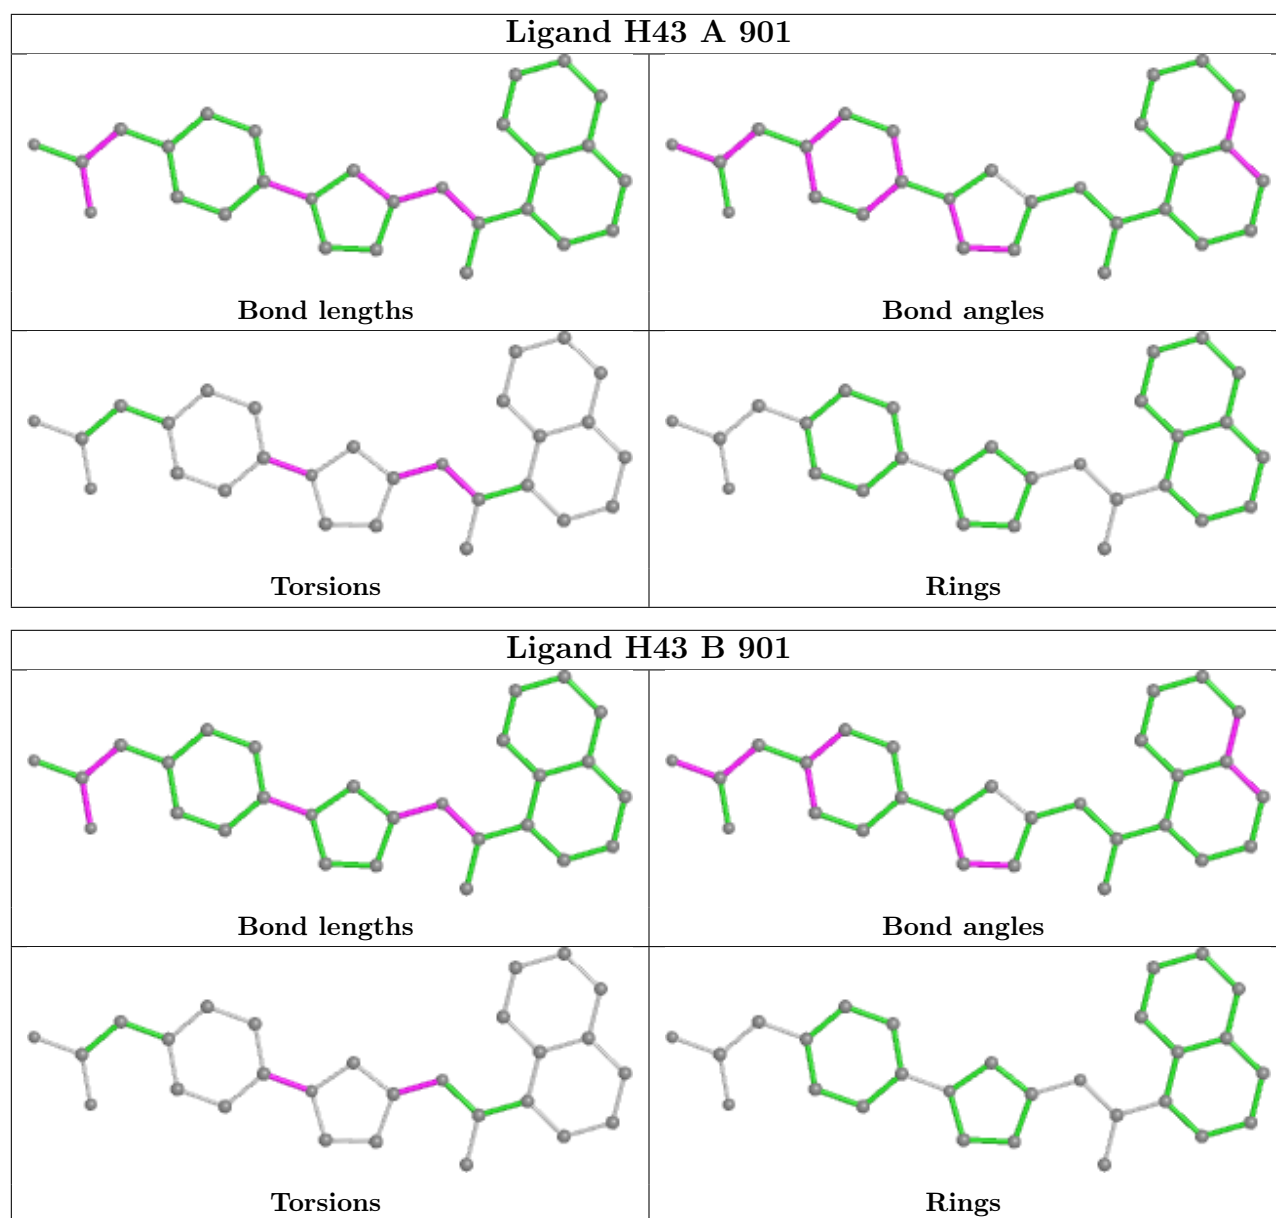 Ligand H43 A 901
Bond lengths
Bond angles
Torsions
Rings
Ligand H43 B 901
Bond lengths
Bond angles
Torsions
Rings